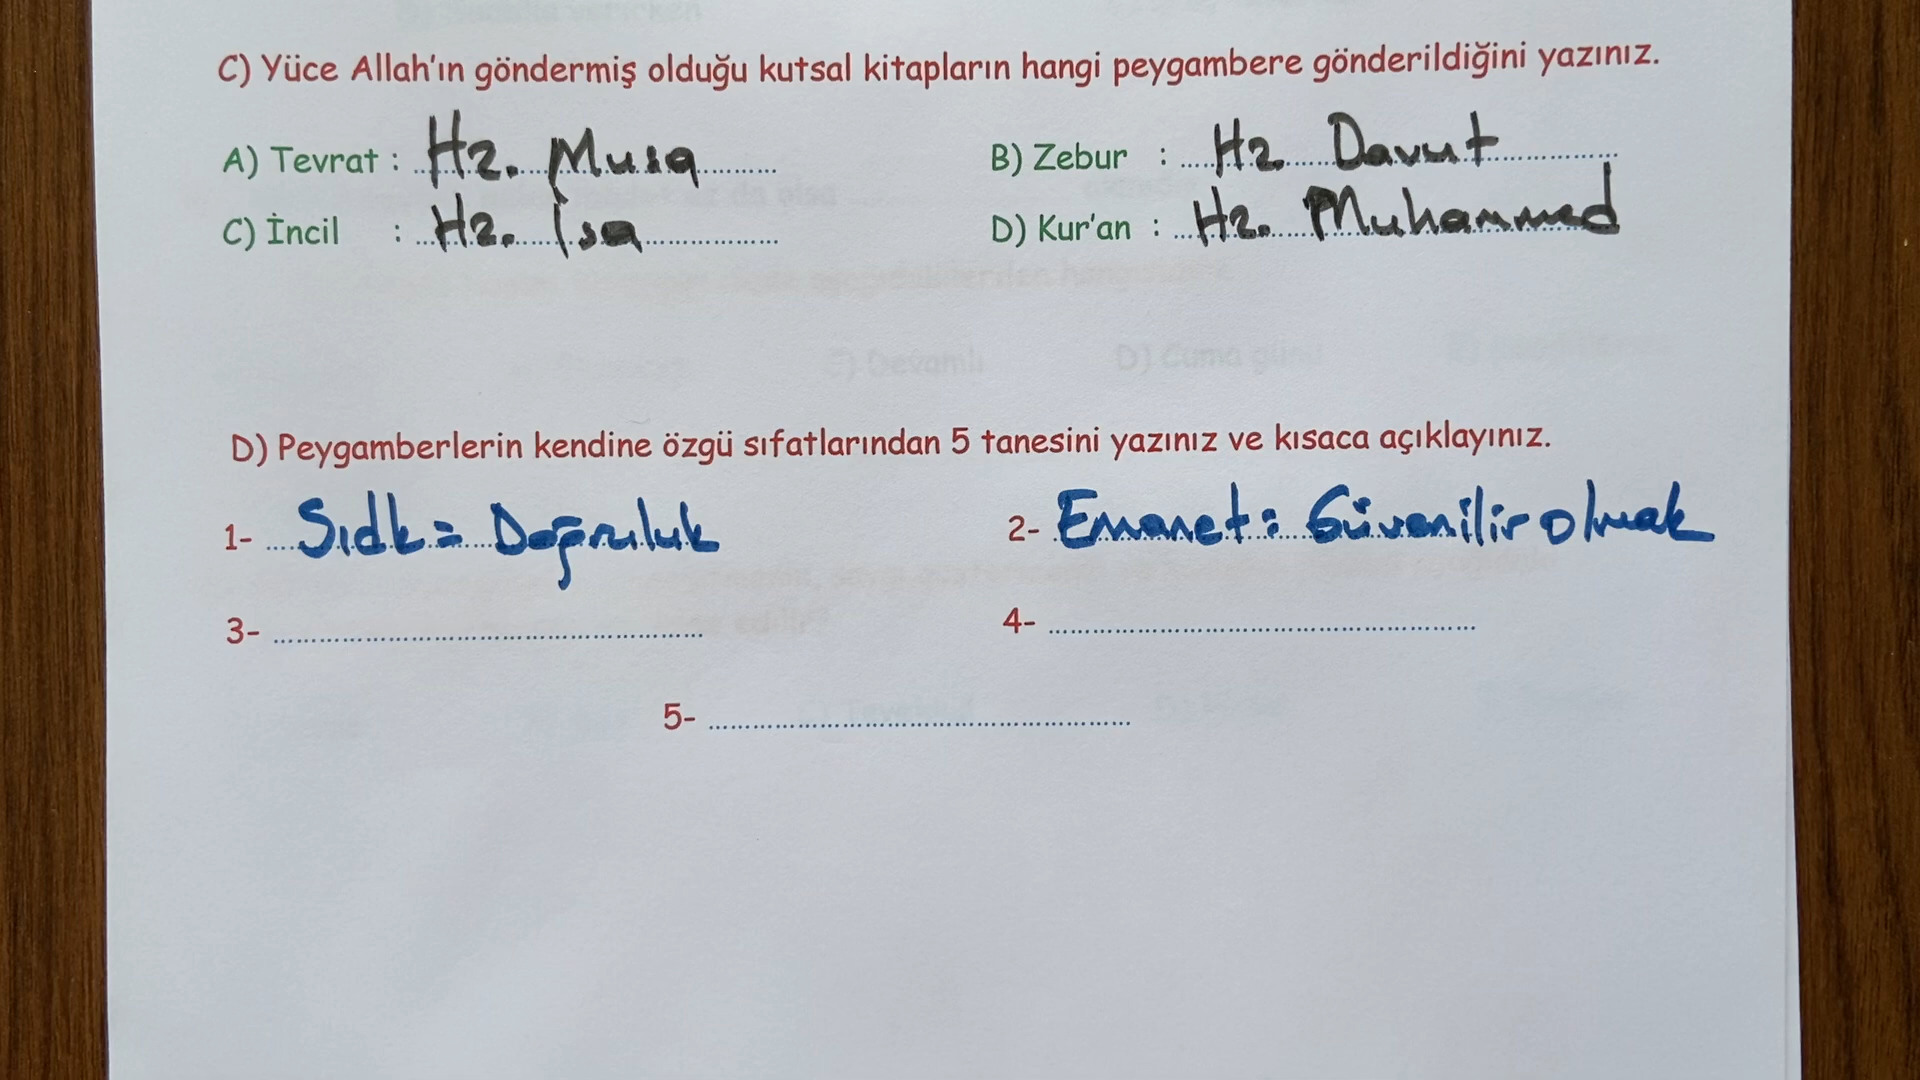 C) Yüce Allah'ın göndermiş olduğu kutsal kitapların hangi peygambere gönderildiğini yazınız.
A) Tevrat : Hz. Musa B) Zebur : Hz Davut
C) İncil : Hz. İsa D) Kur'an : Hz. Muhammed
D) Peygamberlerin kendine özgü sıfatlarından 5 tanesini yazınız ve kısaca açıklayınız.
1- Sıdk = Doğruluk 2- Emanet : Güvenilir olmak
3- 4-
5-